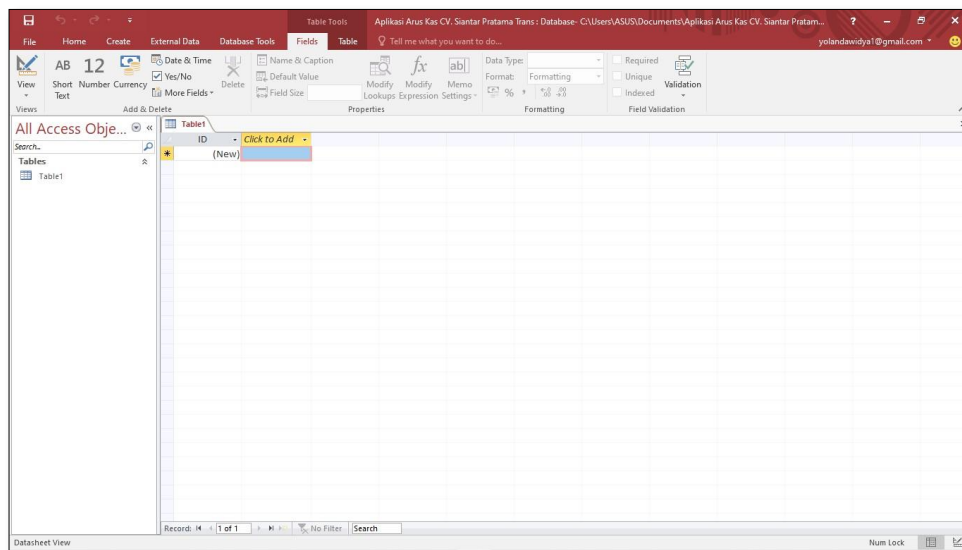 Table Tools
Aplikasi Arus Kas CV. Siantar Pratama Trans : Database- C:\Users\ASUS\Documents\Aplikasi Arus Kas CV. Siantar Pratam...
?
File Home Create External Data Database Tools Fields Table Tell me what you want to do... yolandawidya1@gmail.com
View
Views
AB Short Text
12 Number
Currency
Date & Time
Yes/No
More Fields
Delete
Add & Delete
Name & Caption
Default Value
Field Size
Modify Lookups
fx Modify Expression
ab Memo Settings
Properties
Data Type:
Format: Formatting
% ,
Formatting
Required
Unique
Indexed
Validation
Field Validation
All Access Obje... «
Search..
Tables
Table1
Table1
ID Click to Add
* (New)
Record: 1 of 1 No Filter Search
Datasheet View Num Lock